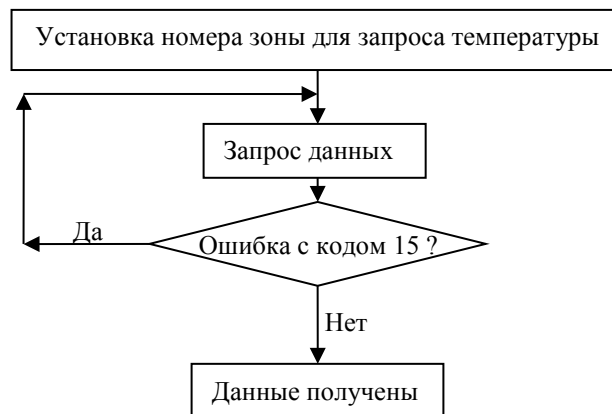 Установка номера зоны для запроса температуры
Запрос данных
Да
Ошибка с кодом 15 ?
Нет
Данные получены